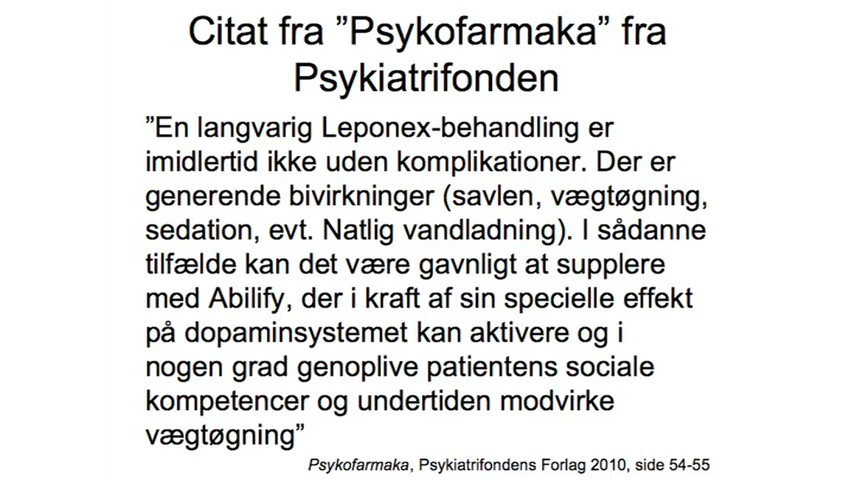 Citat fra ”Psykofarmaka” fra
Psykiatrifonden
”En langvarig Leponex-behandling er
imidlertid ikke uden komplikationer. Der er
generende bivirkninger (savlen, vægtøgning,
sedation, evt. Natlig vandladning). I sådanne
tilfælde kan det være gavnligt at supplere
med Abilify, der i kraft af sin specielle effekt
på dopaminsystemet kan aktivere og i
nogen grad genoplive patientens sociale
kompetencer og undertiden modvirke
vægtøgning”
Psykofarmaka, Psykiatrifondens Forlag 2010, side 54-55